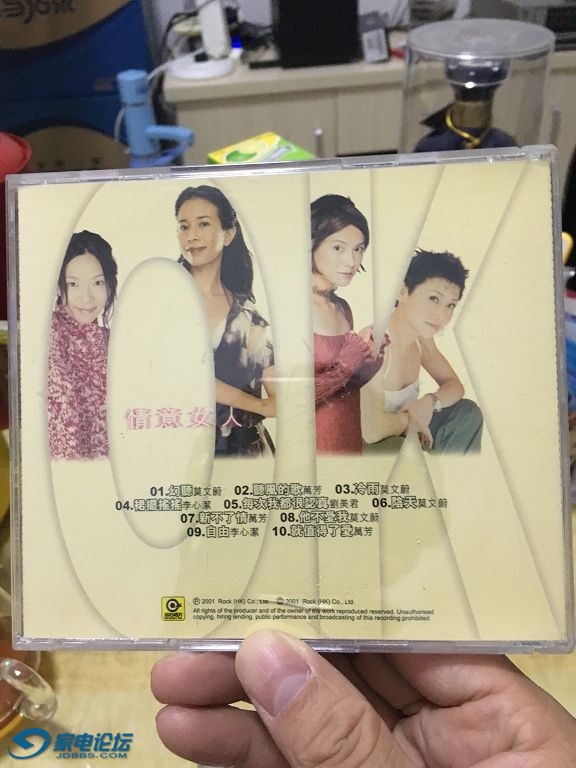 情意女人
01.幻聽莫文蔚 02.聽風的歌萬芳 03.冷雨莫文蔚
04.裙擺搖搖李心潔 05.每次我都很認真劉美君 06.陰天莫文蔚
07.新不了情萬芳 08.他不愛我莫文蔚
09.自由李心潔 10.就值得了愛萬芳
℗ 2001 Rock (HK) Co., Ltd. © 2001 Rock (HK) Co., Ltd.
All rights of the producer and of the owner of the work reproduced reserved. Unauthorised
copying, hiring lending, public performance and broadcasting of this recording prohibited.
家电论坛
JDBBS.COM